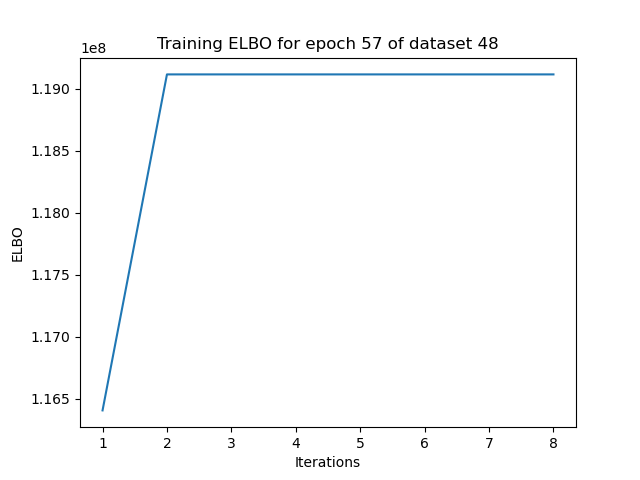 Training ELBO for epoch 57 of dataset 48
1e8
1.190
1.185
1.180
1.175
1.170
1.165
ELBO
1 2 3 4 5 6 7 8
Iterations